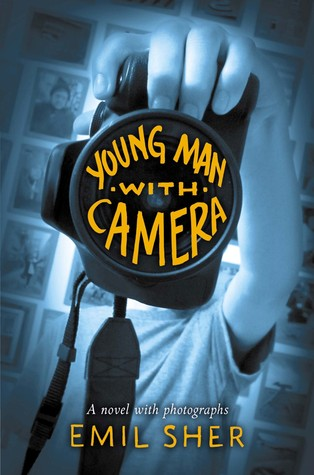 YOUNG MAN
• WITH •
CAMERA
A novel with photographs
EMIL SHER